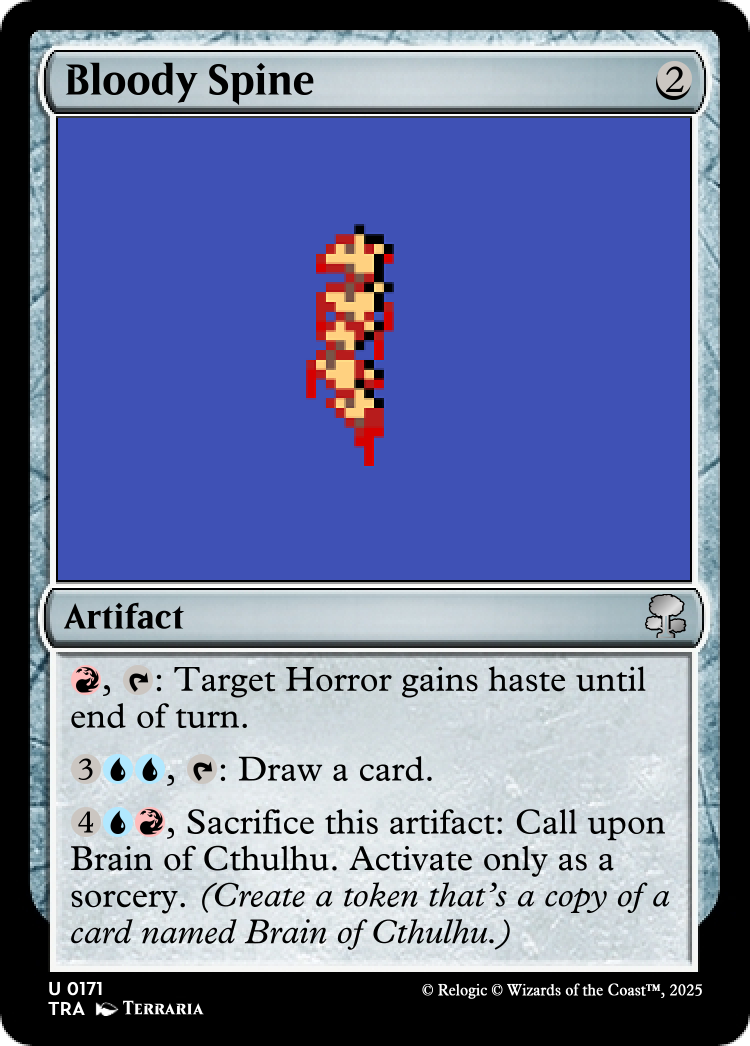 Bloody Spine 2
Artifact
, : Target Horror gains haste until
end of turn.
3 , : Draw a card.
4 , Sacrifice this artifact: Call upon
Brain of Cthulhu. Activate only as a
sorcery. (Create a token that's a copy of a
card named Brain of Cthulhu.)
U 0171
TRA Terraria
© Relogic © Wizards of the Coast™, 2025